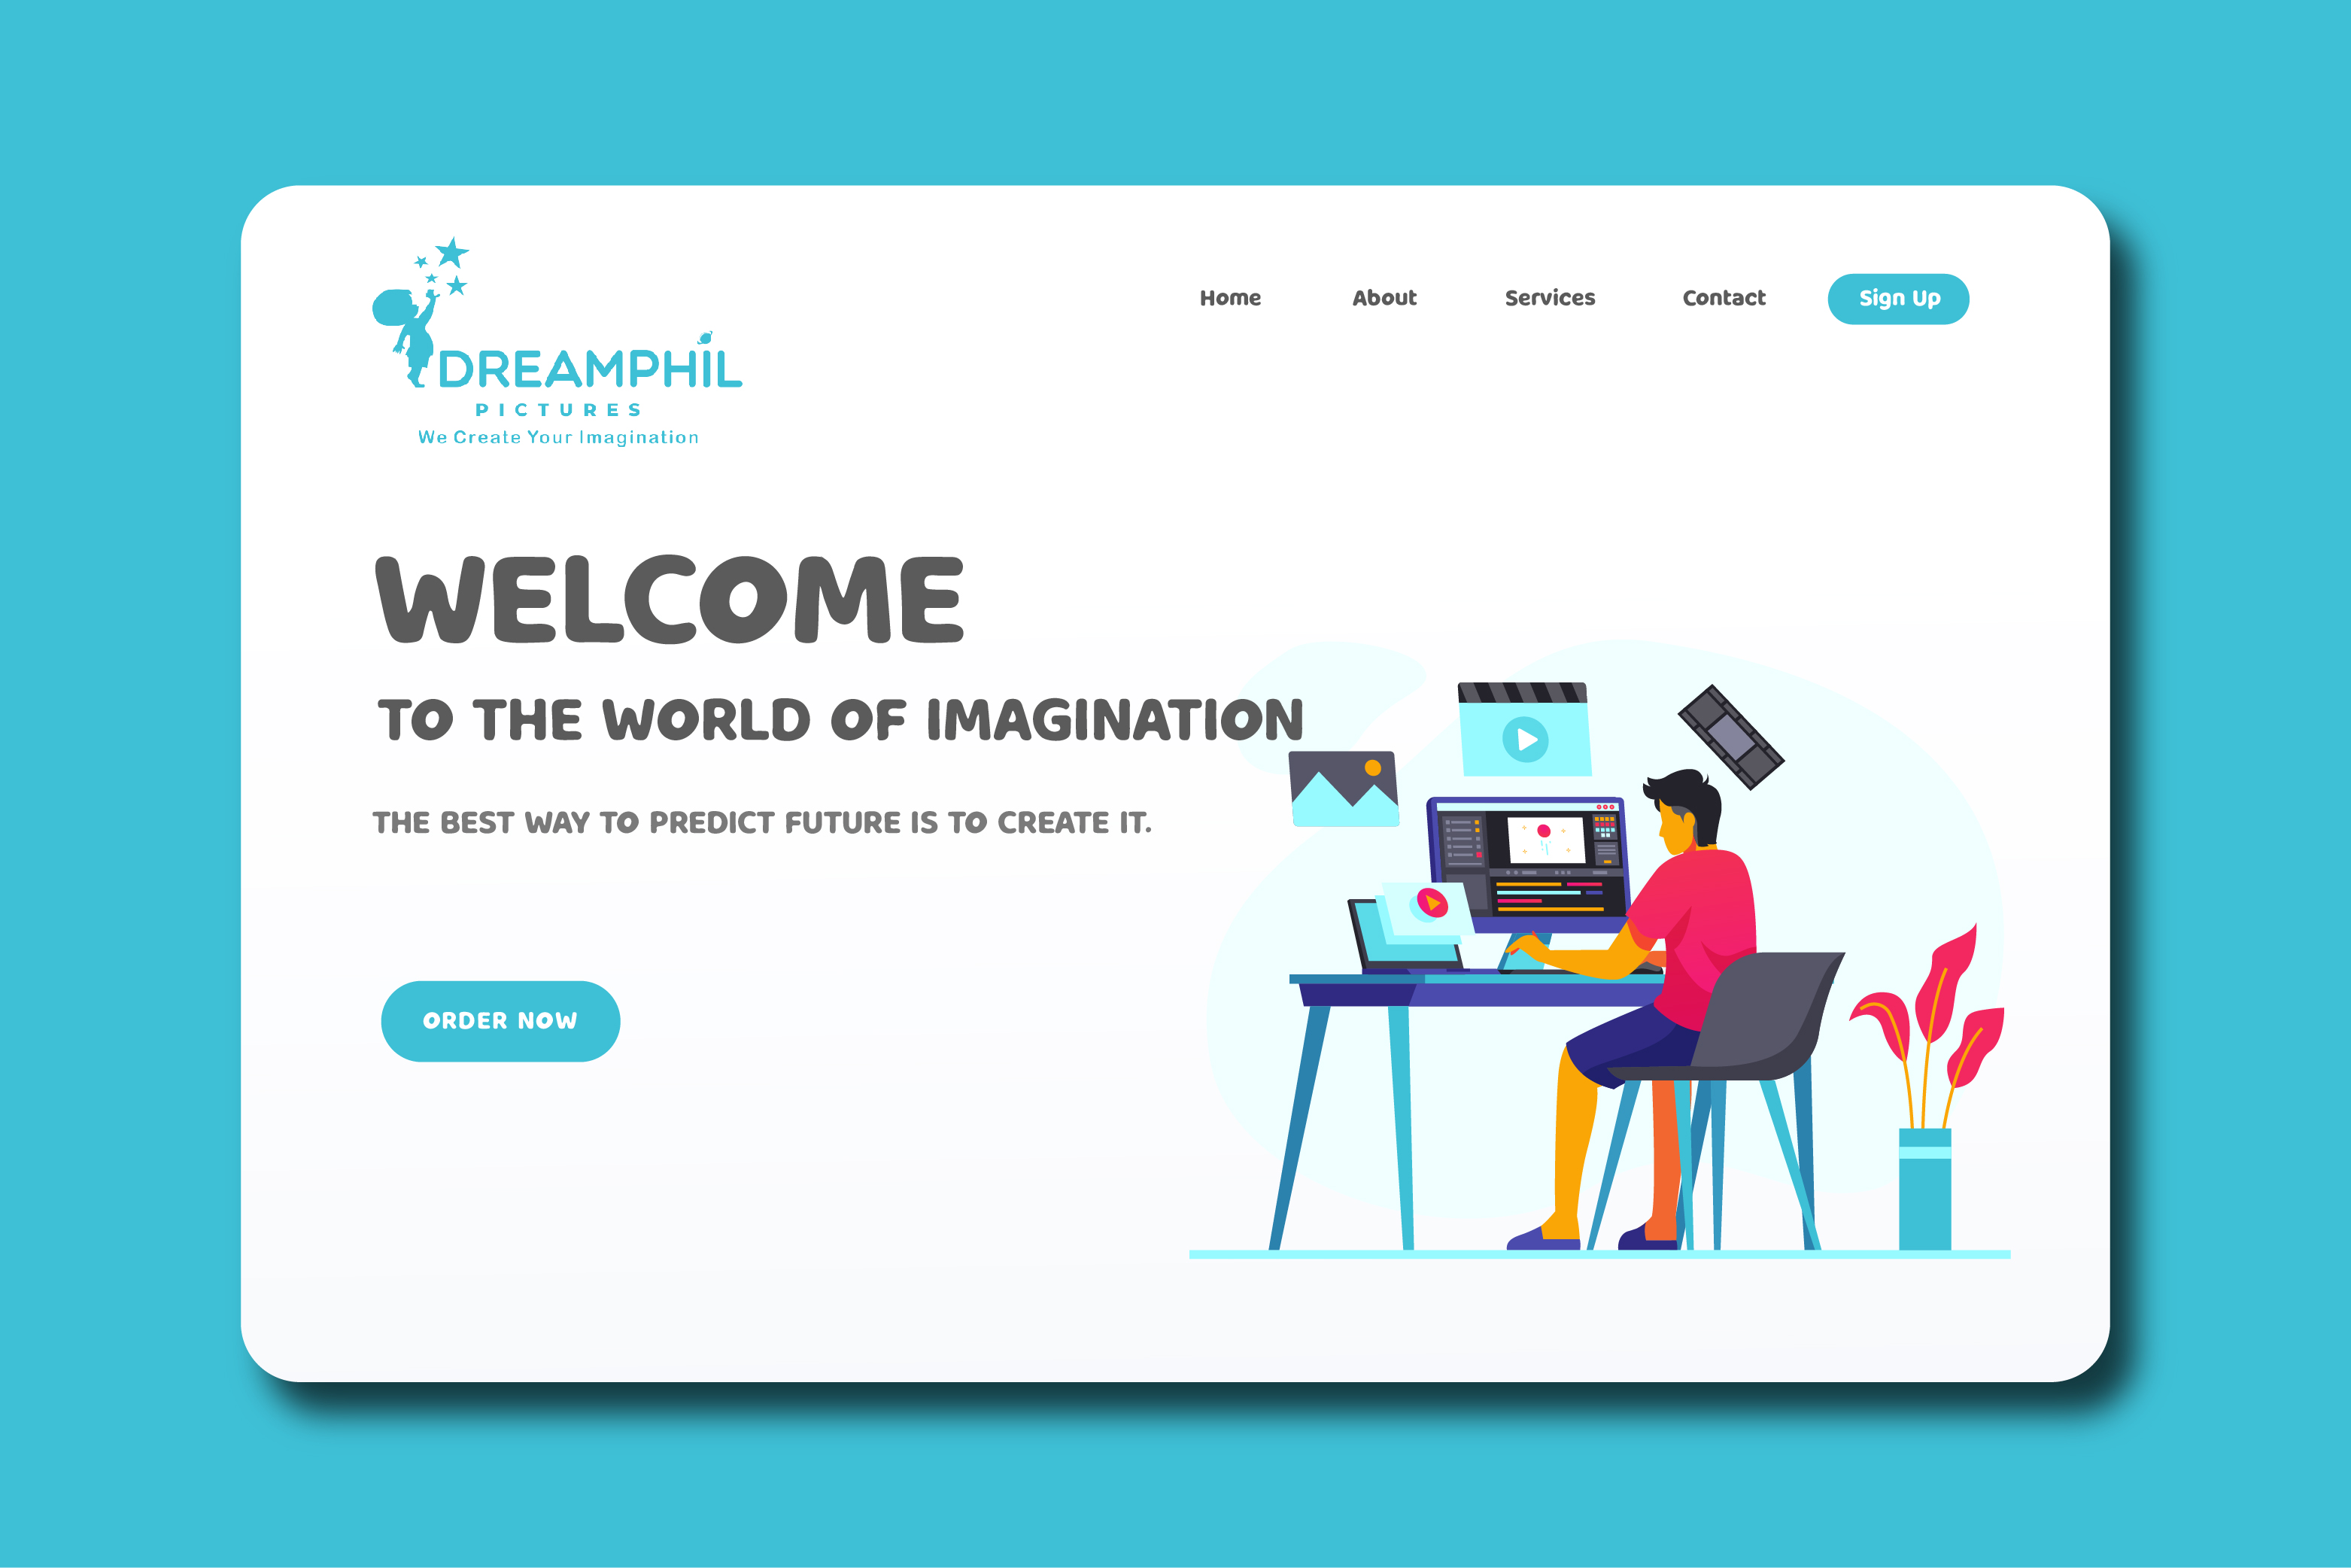 Home About Services Contact Sign Up
DREAMPHIL
PICTURES
We Create Your Imagination
WELCOME
TO THE WORLD OF IMAGINATION
THE BEST WAY TO PREDICT FUTURE IS TO CREATE IT.
ORDER NOW